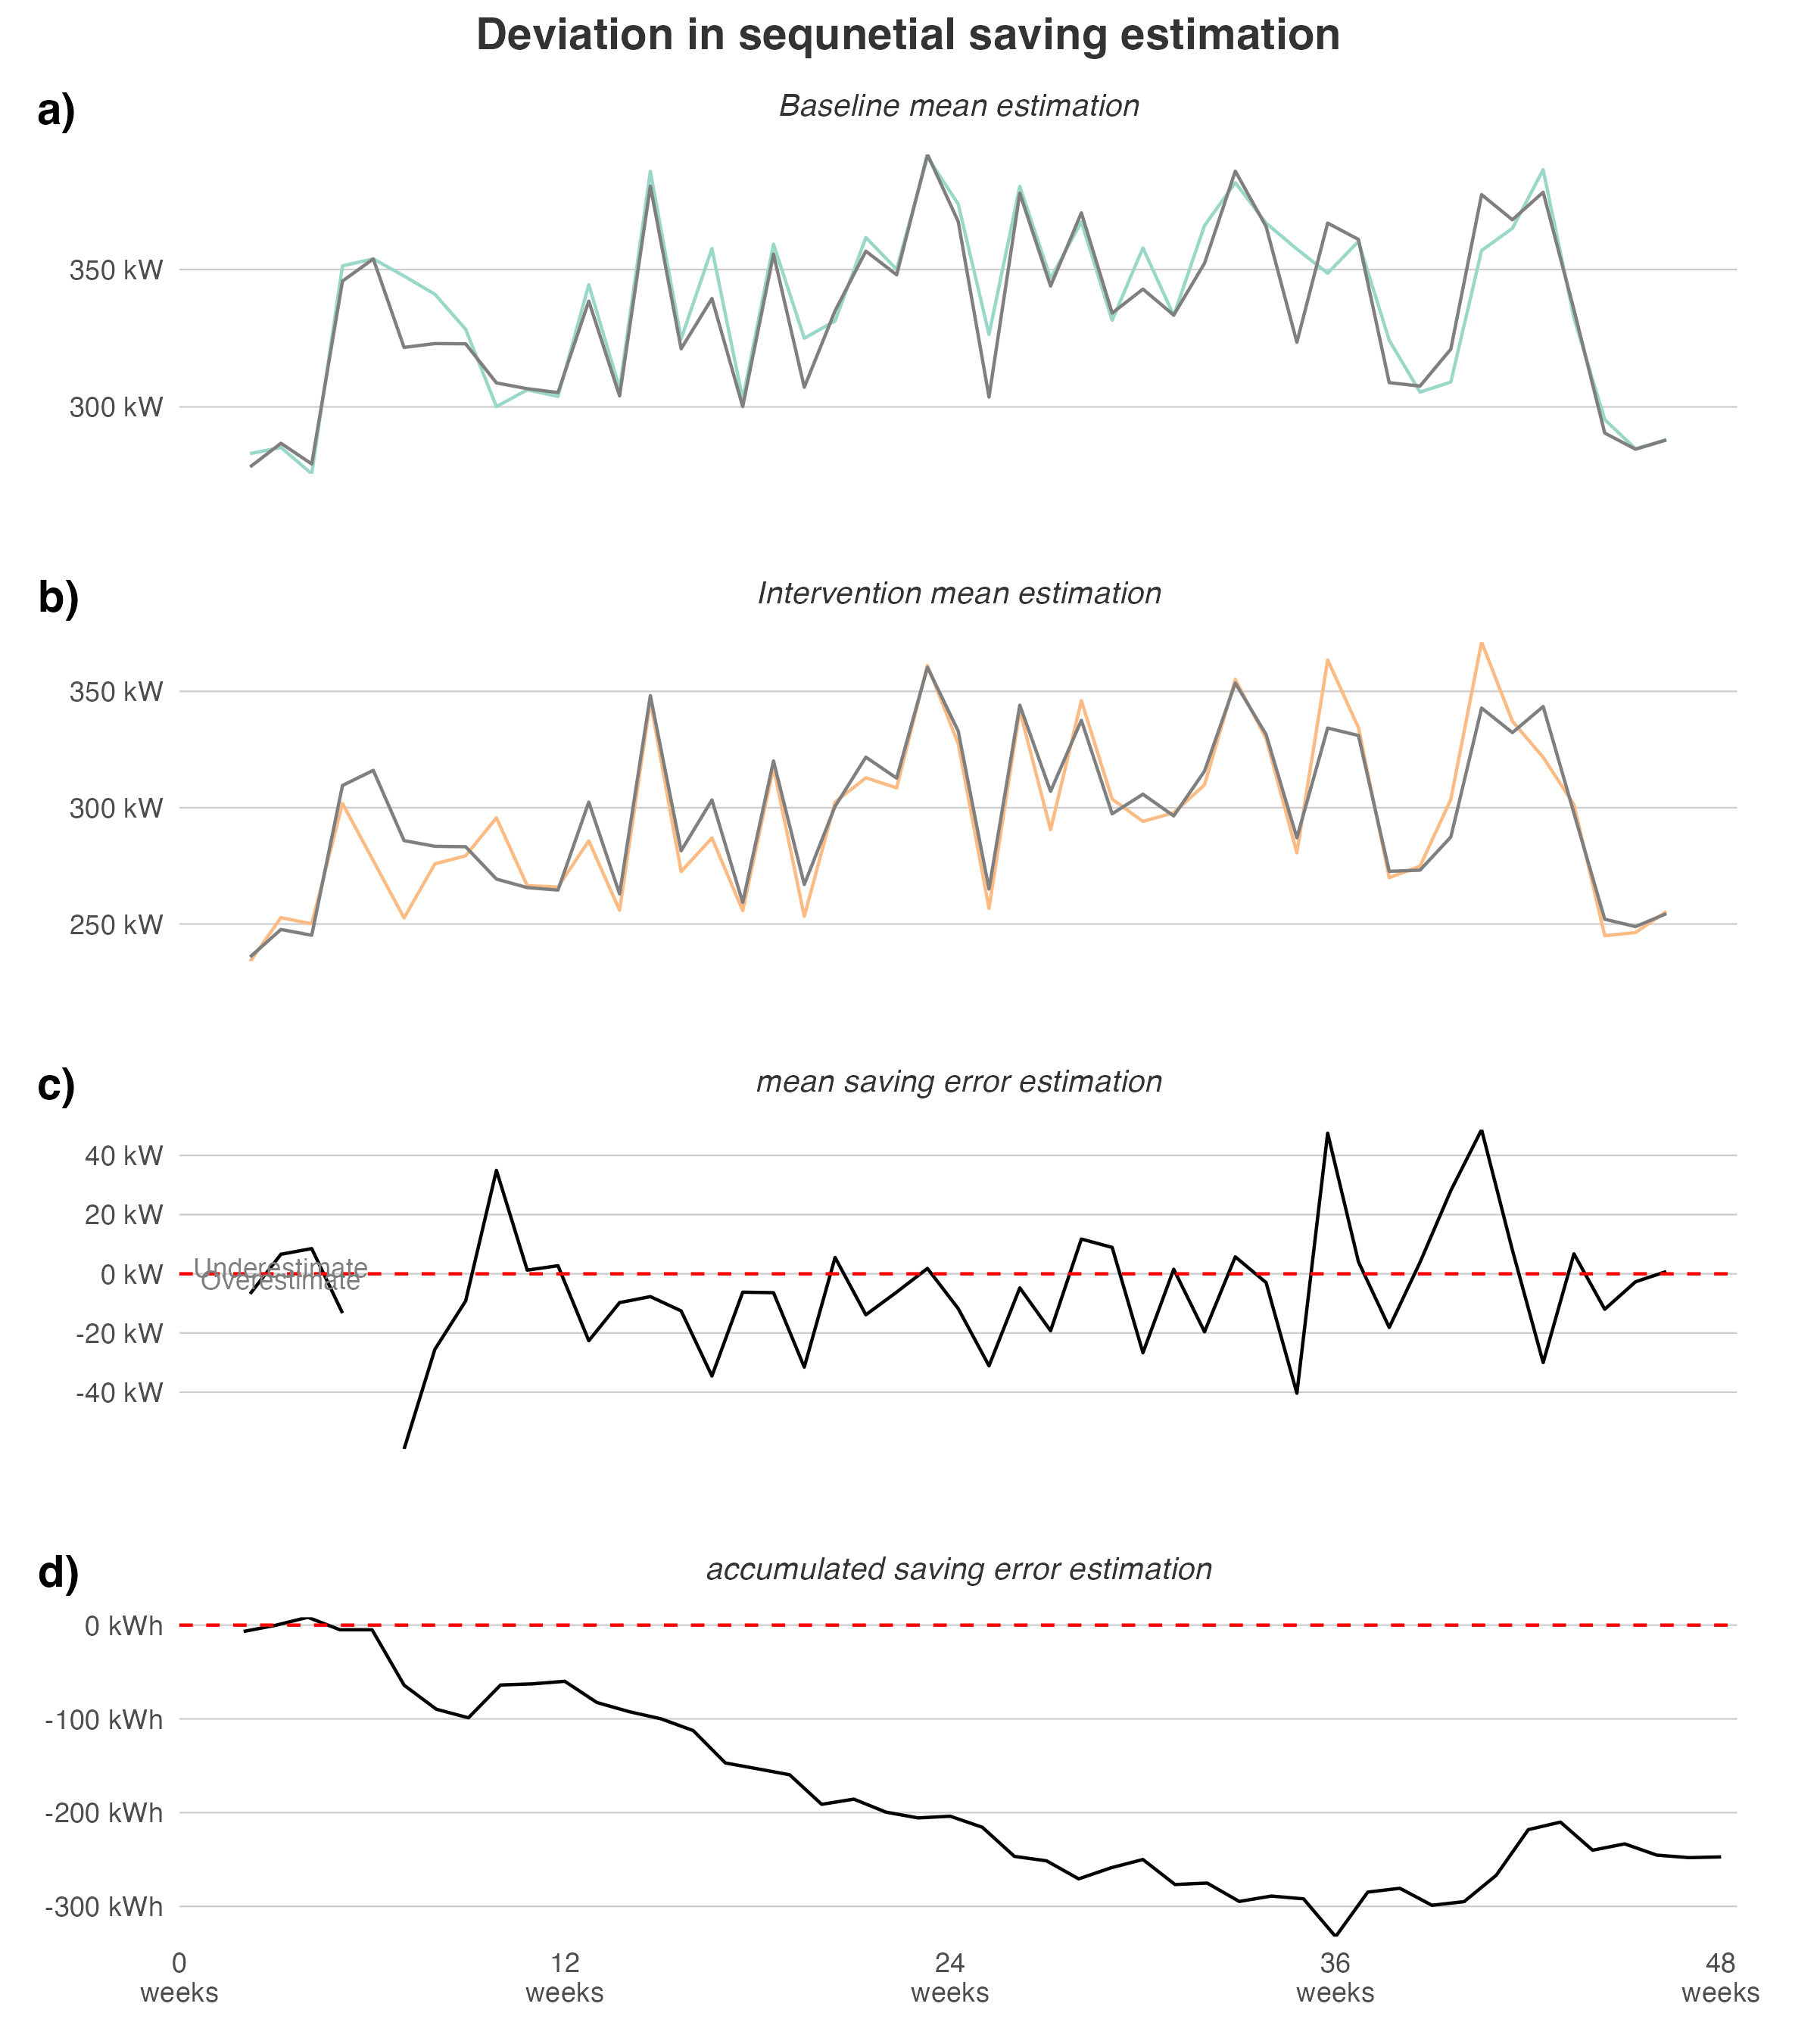 Deviation in sequnetial saving estimation
a)
Baseline mean estimation
350 kW
300 kW
b)
Intervention mean estimation
350 kW
300 kW
250 kW
c)
mean saving error estimation
40 kW
20 kW
Underestimate
0 kW
Overestimate
-20 kW
-40 kW
d)
accumulated saving error estimation
0 kWh
-100 kWh
-200 kWh
-300 kWh
0 12 24 36 48
weeks weeks weeks weeks weeks